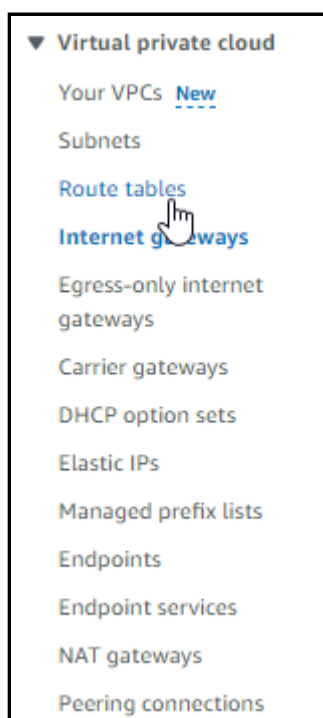 Virtual private cloud
Your VPCs New
Subnets
Route tables
Internet gateways
Egress-only internet
gateways
Carrier gateways
DHCP option sets
Elastic IPs
Managed prefix lists
Endpoints
Endpoint services
NAT gateways
Peering connections